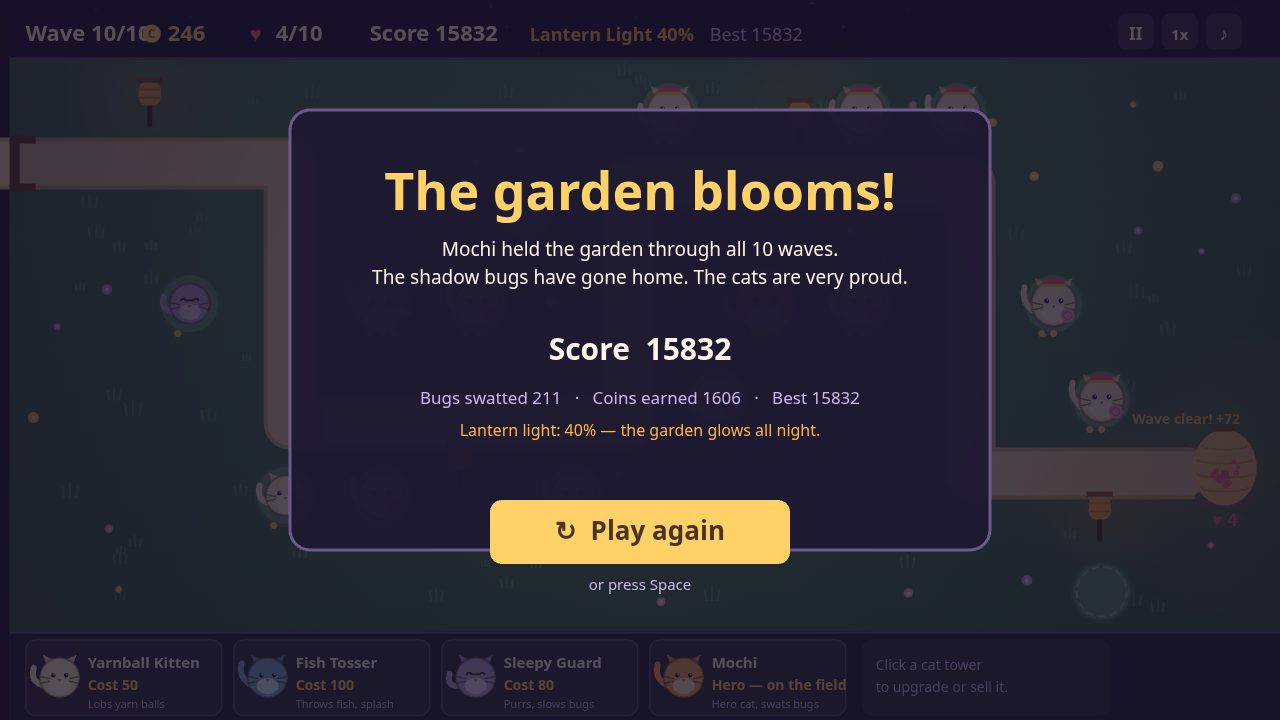 Wave 10/10 C 246 ♥ 4/10 Score 15832 Lantern Light 40% Best 15832 II 1x ♪
The garden blooms!
Mochi held the garden through all 10 waves.
The shadow bugs have gone home. The cats are very proud.
Score 15832
Bugs swatted 211 · Coins earned 1606 · Best 15832
Wave clear! +72
Lantern light: 40% — the garden glows all night.
♥ 4
↻ Play again
or press Space
Yarnball Kitten
Cost 50
Lobs yarn balls
Fish Tosser
Cost 100
Throws fish, splash
Sleepy Guard
Cost 80
Purrs, slows bugs
Mochi
Hero — on the field
Hero cat, swats bugs
Click a cat tower
to upgrade or sell it.